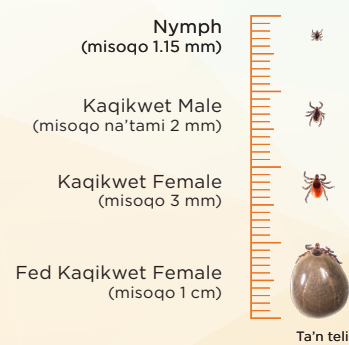 Nymph
(misoqo 1.15 mm)
Kaqikwet Male
(misoqo na'tami 2 mm)
Kaqikwet Female
(misoqo 3 mm)
Fed Kaqikwet Female
(misoqo 1 cm)
Ta'n teli